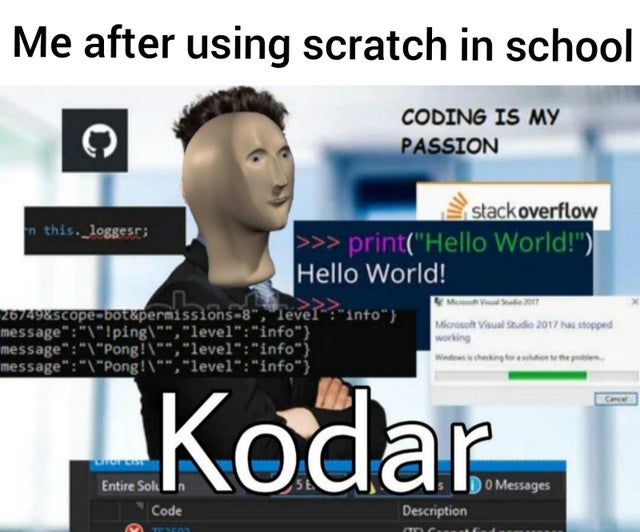 Me after using scratch in school
CODING IS MY
PASSION
stackoverflow
n this._loggesr;
>>> print("Hello World!")
Hello World!
>>>
26749&scope=bot&permissions=8", "level":"info"}
message":"\"!ping\"","level":"info"}
message":"\"Pong!\"","level":"info"}
message":"\"Pong!\"","level":"info"}
Microsoft Visual Studio 2017
Microsoft Visual Studio 2017 has stopped
working
Windows is checking for a solution to the problem...
Cancel
Kodar
Error List
Entire Sol n
5 E
s
0 Messages
Code
Description